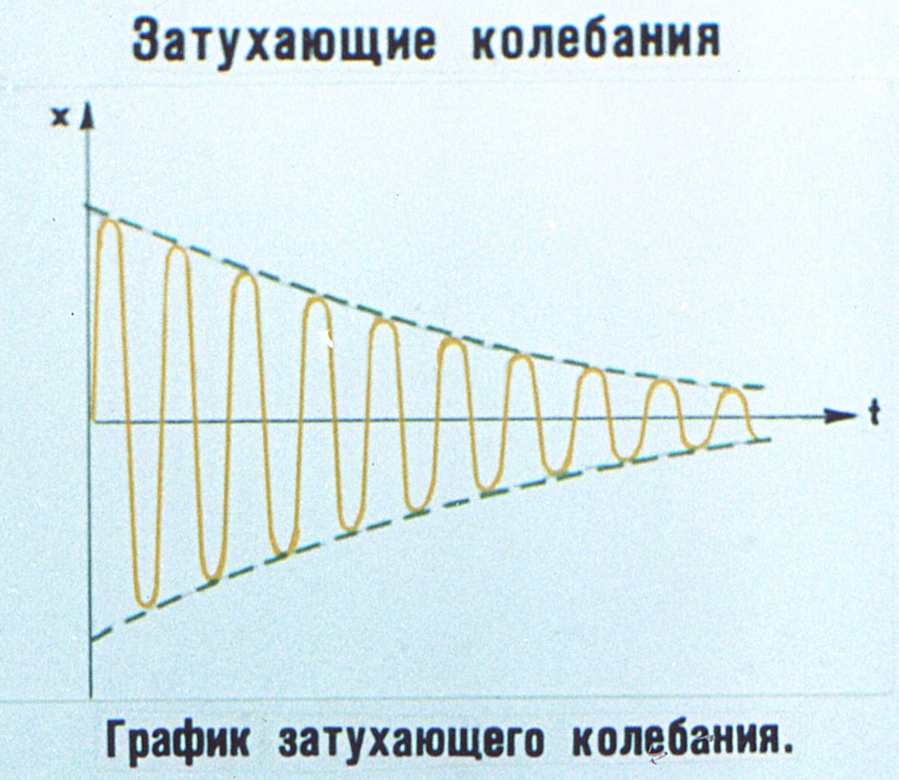 Затухающие колебания
x
t
График затухающего колебания.